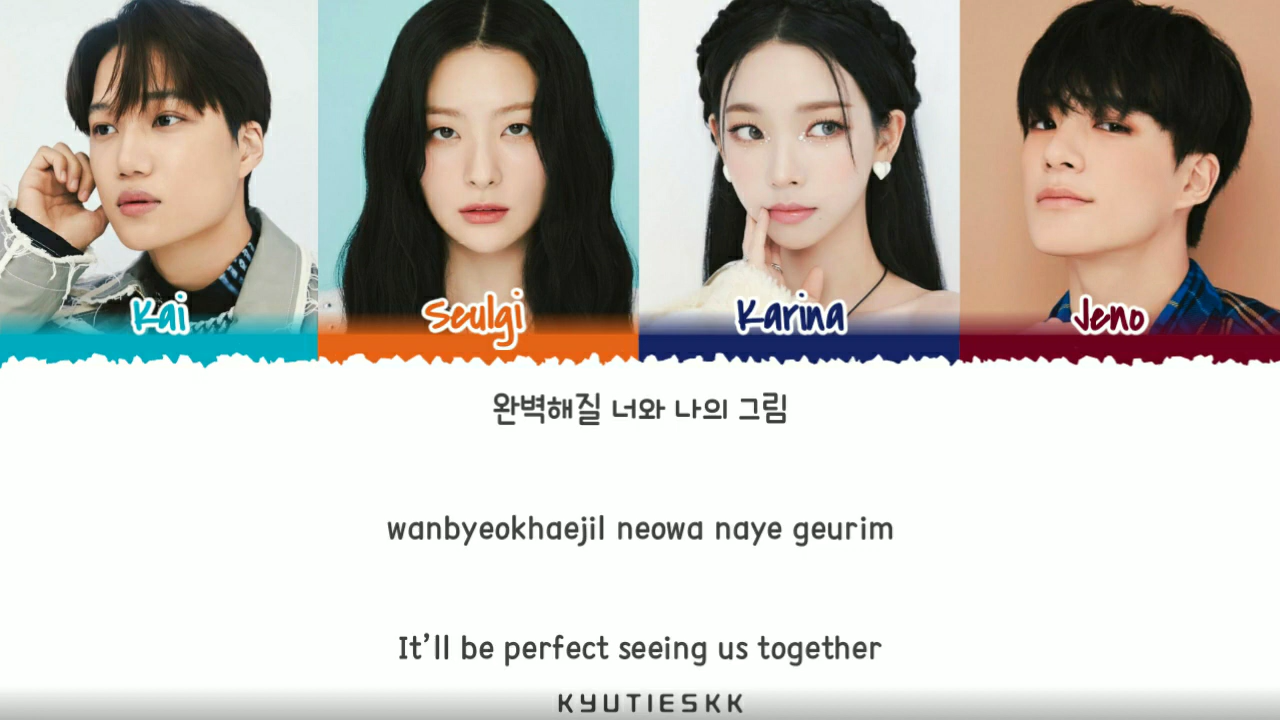 Kai
Seulgi
Karina
Jeno
완벽해질 너와 나의 그림
wanbyeokhaejil neowa naye geurim
It'll be perfect seeing us together
KYUTIESKK